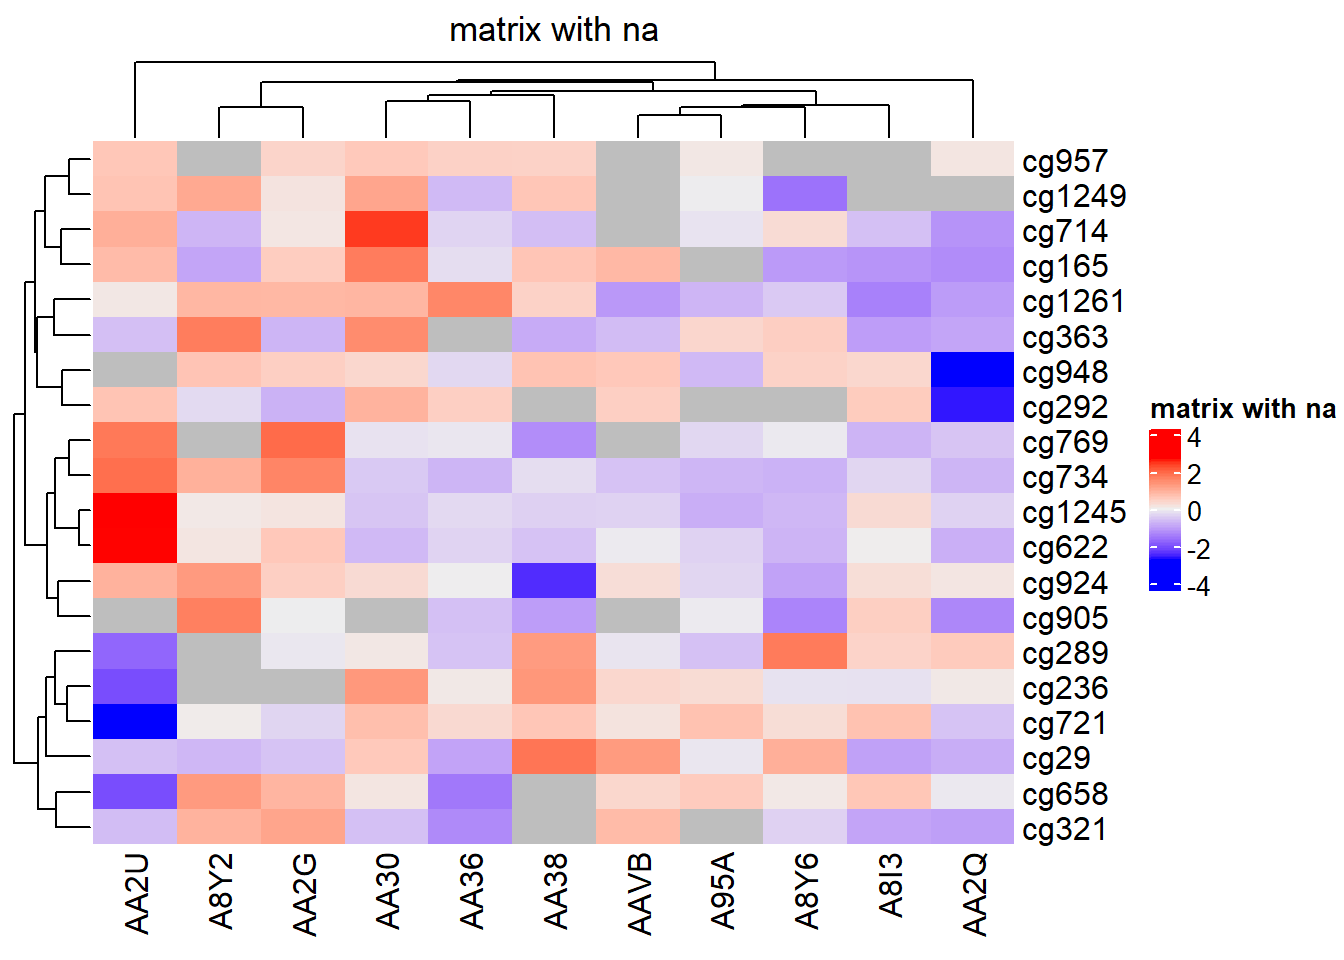 matrix with na
cg957
cg1249
cg714
cg165
cg1261
cg363
cg948
cg292
cg769
cg734
cg1245
cg622
cg924
cg905
cg289
cg236
cg721
cg29
cg658
cg321
AA2U
A8Y2
AA2G
AA30
AA36
AA38
AAVB
A95A
A8Y6
A8I3
AA2Q
matrix with na
4
2
0
-2
-4